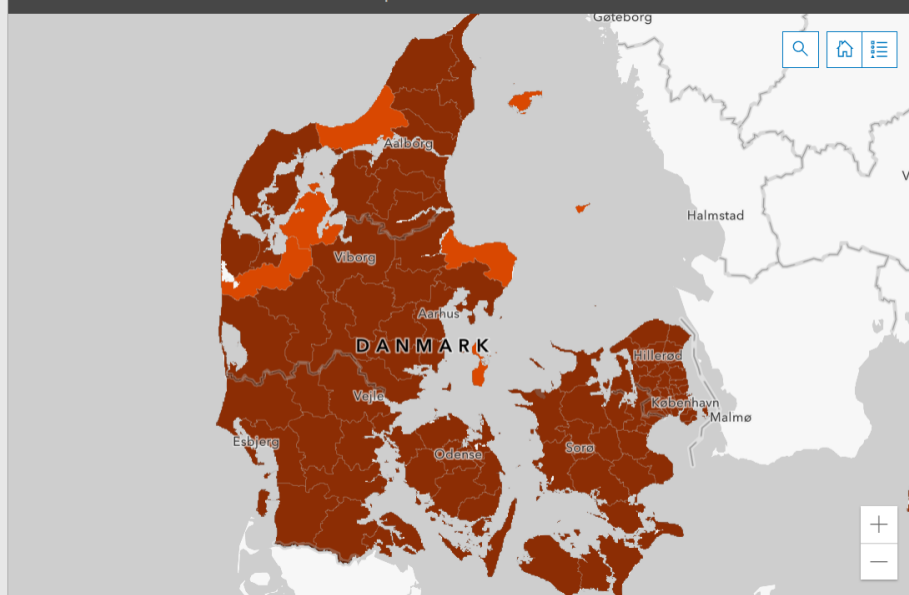 Göteborg
Aalborg
Halmstad
Viborg
Aarhus
DANMARK
Hillerød
Vejle
København
Malmø
Esbjerg
Sorø
Odense